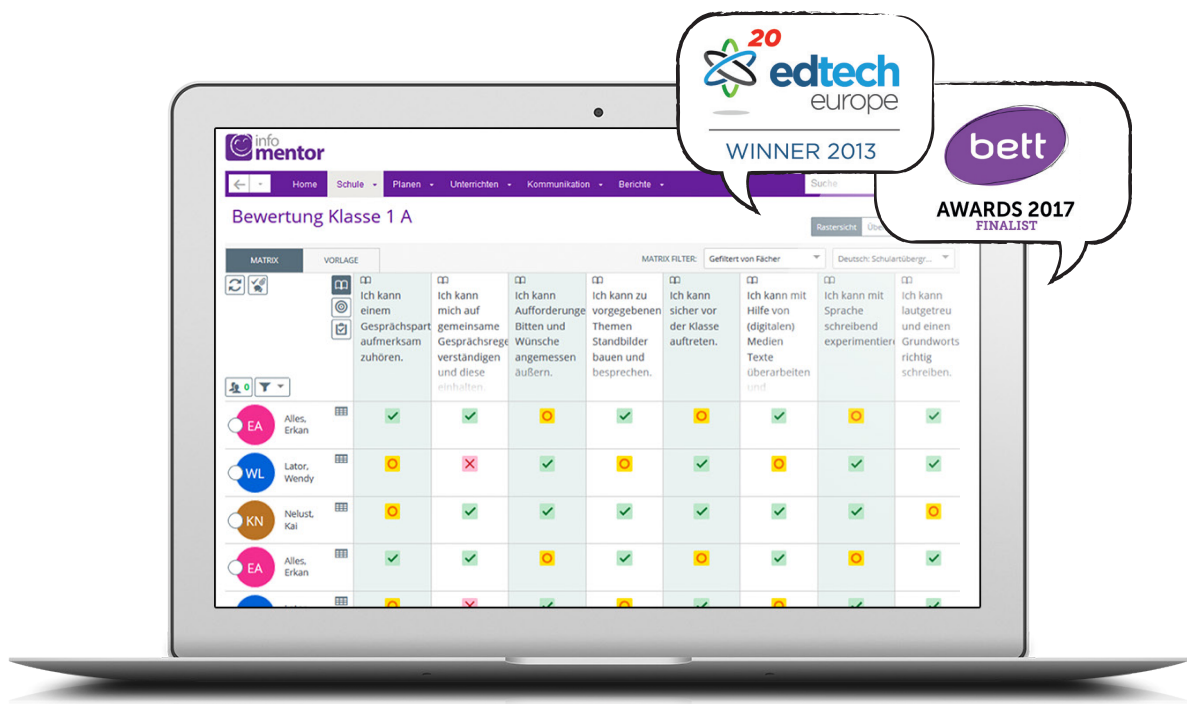 20
edtech
europe
WINNER 2013
bett
AWARDS 2017
FINALIST
info
mentor
Home Schule Planen Unterrichten Kommunikation Berichte Suche
Bewertung Klasse 1 A
Rastersicht
MATRIX VORLAGE MATRIX FILTER: Gefiltert von Fächer Deutsch: Schulartübergr...
Ich kann
einem
Gesprächspart
aufmerksam
zuhören.
Ich kann
mich auf
gemeinsame
Gesprächsrege
verständigen
und diese
einhalten.
Ich kann
Aufforderunge
Bitten und
Wünsche
angemessen
äußern.
Ich kann zu
vorgegebenen
Themen
Standbilder
bauen und
besprechen.
Ich kann
sicher vor
der Klasse
auftreten.
Ich kann mit
Hilfe von
(digitalen)
Medien
Texte
überarbeiten
und
Ich kann mit
Sprache
schreibend
experimentiere
Ich kann
lautgetreu
und einen
Grundworts
richtig
schreiben.
0
EA Alles,
Erkan
WL Lator,
Wendy
KN Nelust,
Kai
EA Alles,
Erkan